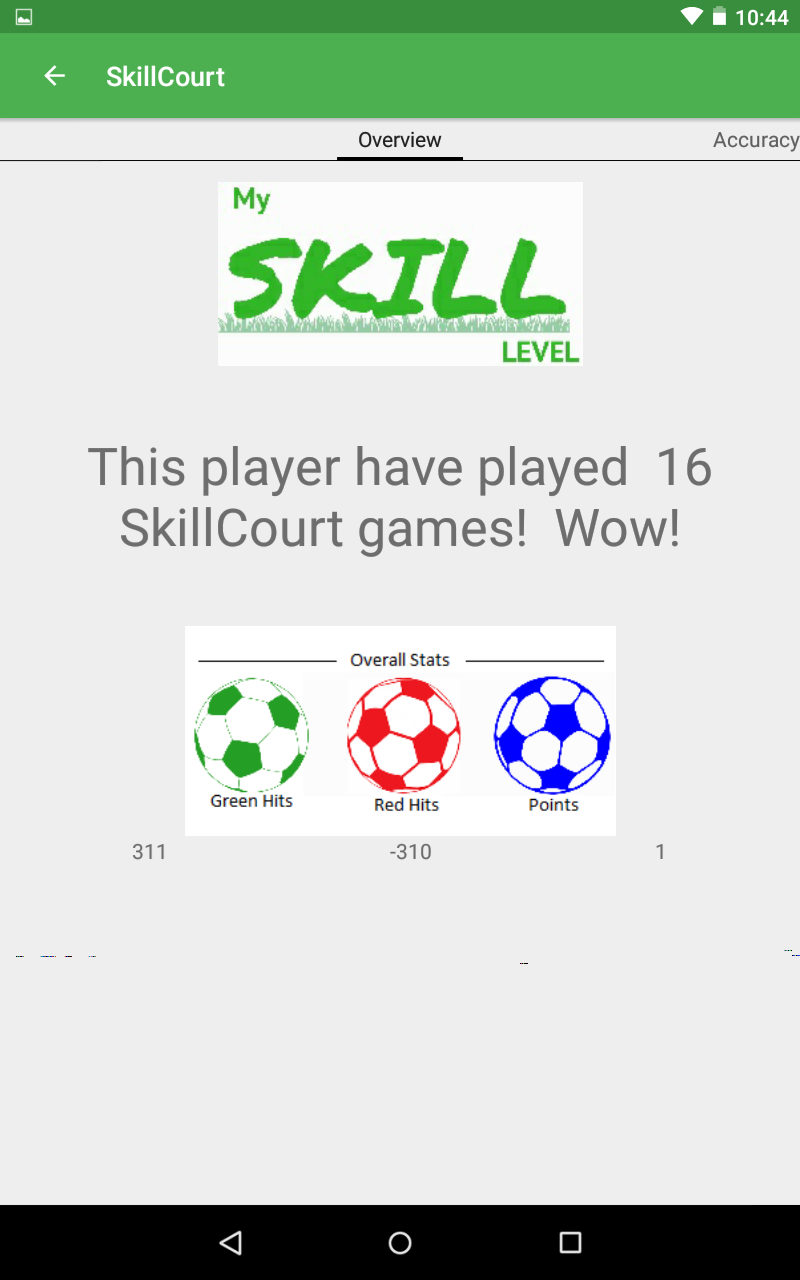 10:44
SkillCourt
Overview Accuracy
My
SKILL
LEVEL
This player have played  16
SkillCourt games!  Wow!
Overall Stats
Green Hits Red Hits Points
311 -310 1